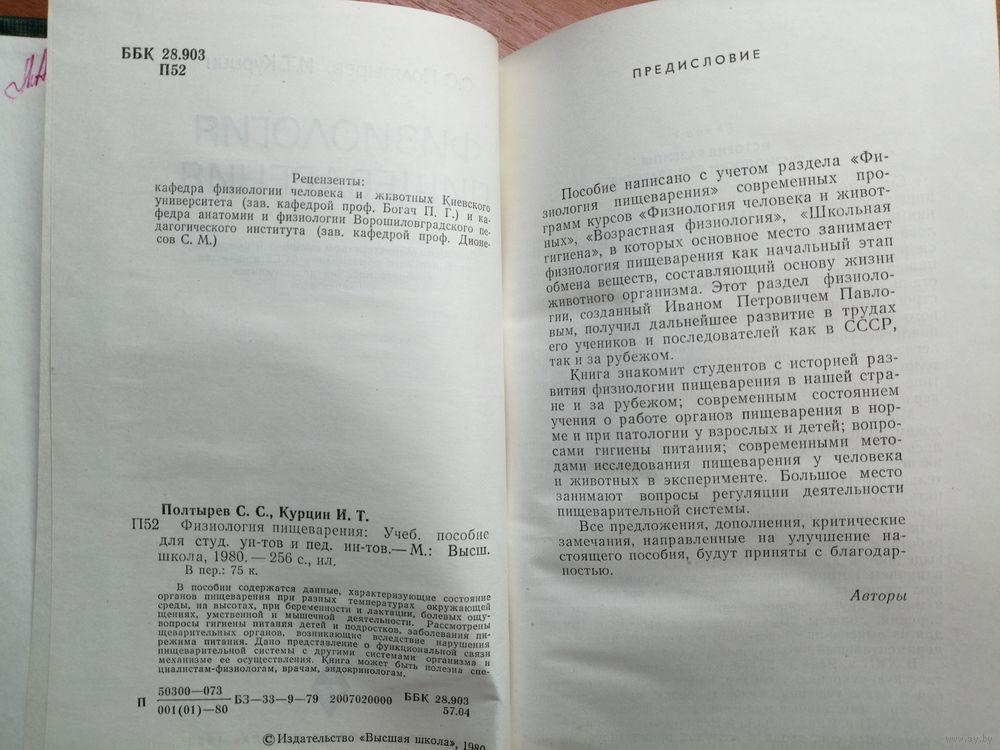 ББК 28.903
П52
Рецензенты:
кафедра физиологии человека и животных Киевского
университета (зав. кафедрой проф. Богач П. Г.) и ка-
федра анатомии и физиологии Ворошиловградского пе-
дагогического института (зав. кафедрой проф. Дионе-
сов С. М.)
Полтырев С. С., Курцин И. Т.
П52 Физиология пищеварения: Учеб. пособие
для студ. ун-тов и пед. ин-тов.— М.: Высш.
школа, 1980. — 256 с., ил.
В пер.: 75 к.
В пособии содержатся данные, характеризующие состояние
органов пищеварения при разных температурах окружающей
среды, на высотах, при беременности и лактации, болевых ощу-
щениях, умственной и мышечной деятельности. Рассмотрены
вопросы гигиены питания детей и подростков, заболевания пи-
щеварительных органов, возникающие вследствие нарушения
режима питания. Дано представление о функциональной связи
пищеварительной системы с другими системами организма и
механизме ее осуществления. Книга может быть полезна спе-
циалистам-физиологам, врачам, эндокринологам.
П 50300—073
001(01)—80 БЗ—33—9—79 2007020000 ББК 28.903
57.04
© Издательство «Высшая школа», 1980
ПРЕДИСЛОВИЕ
Пособие написано с учетом раздела «Фи-
зиология пищеварения» современных про-
грамм курсов «Физиология человека и живот-
ных», «Возрастная физиология», «Школьная
гигиена», в которых основное место занимает
физиология пищеварения как начальный этап
обмена веществ, составляющий основу жизни
животного организма. Этот раздел физиоло-
гии, созданный Иваном Петровичем Павло-
вым, получил дальнейшее развитие в трудах
его учеников и последователей как в СССР,
так и за рубежом.
Книга знакомит студентов с историей раз-
вития физиологии пищеварения в нашей стра-
не и за рубежом; современным состоянием
учения о работе органов пищеварения в нор-
ме и при патологии у взрослых и детей; вопро-
сами гигиены питания; современными мето-
дами исследования пищеварения у человека
и животных в эксперименте. Большое место
занимают вопросы регуляции деятельности
пищеварительной системы.
Все предложения, дополнения, критические
замечания, направленные на улучшение на-
стоящего пособия, будут приняты с благодар-
ностью.
Авторы
www.ay.by